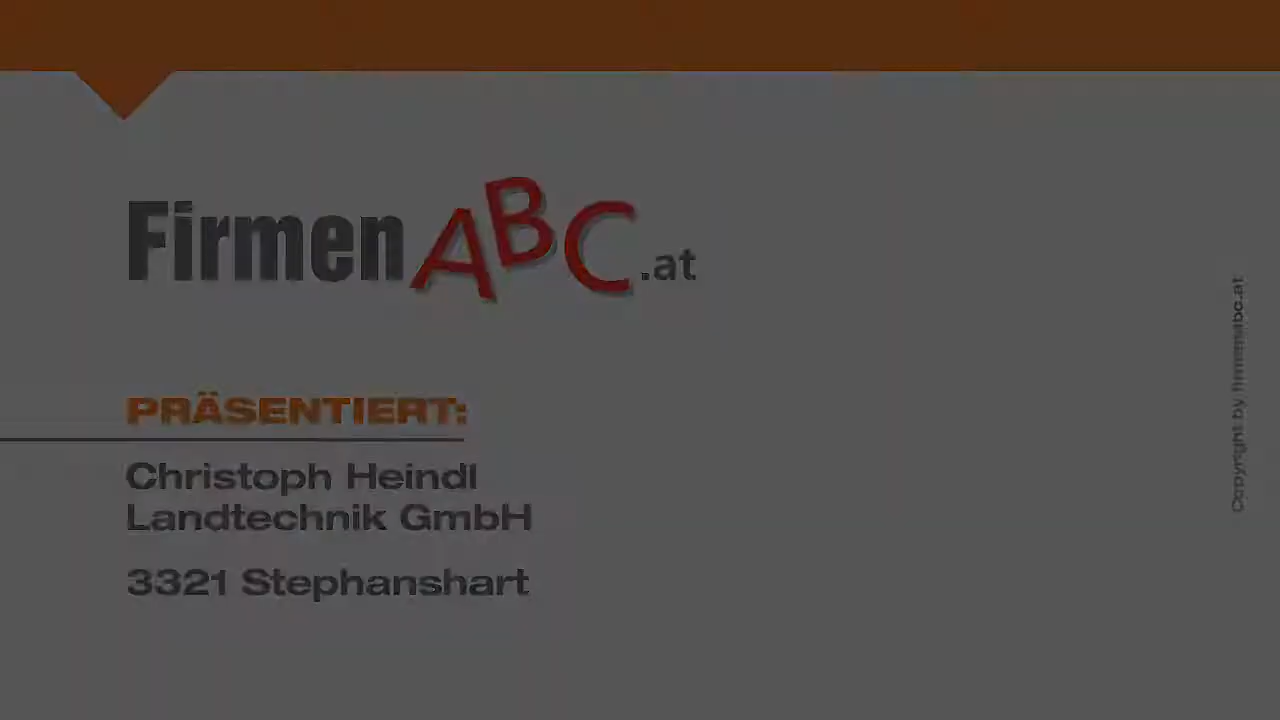 FirmenABC.at
PRÄSENTIERT:
Christoph Heindl
Landtechnik GmbH
3321 Stephanshart
Copyright by firmenabc.at